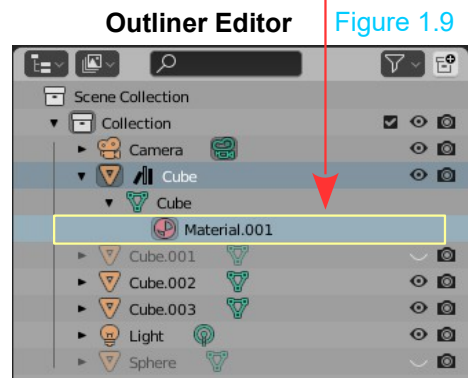 Outliner Editor Figure 1.9
Scene Collection
Collection
Camera
Cube
Cube
Material.001
Cube.001
Cube.002
Cube.003
Light
Sphere